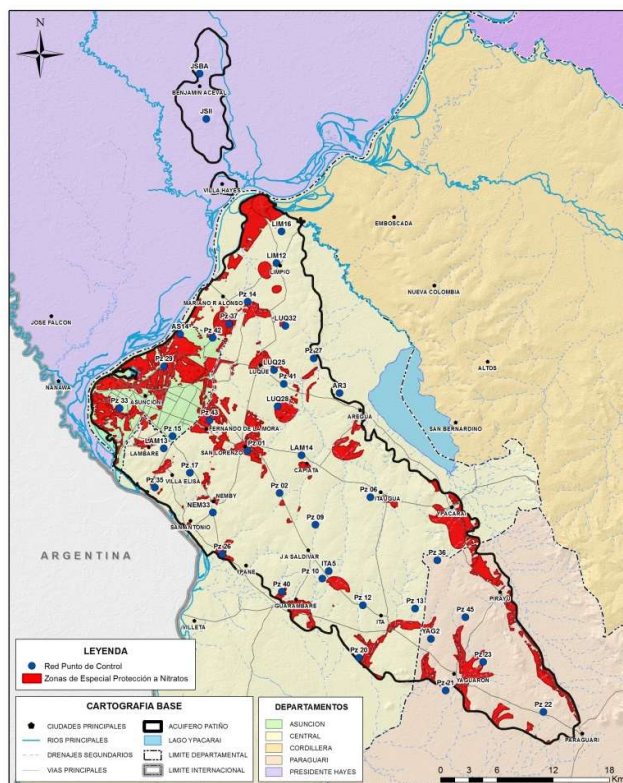 N
JSBA
BENJAMIN ACEVAL
JSII
VILLA HAYES
LIM16
EMBOSCADA
LIM12
LIMPIO
NUEVA COLOMBIA
MARIANO R ALONSO
Pz 14
JOSE FALCON
Pz 37
LUQ32
AS14
Pz 42
Pz 27
Pz 29
LUQ25
LUQUE
ALTOS
Pz 41
NANAWA
AR3
ASUNCION
Pz 33
LUQ28
AREGUA
Pz 43
SAN BERNARDINO
FERNANDO DE LA MORA
Pz 15
LAM13
LAMBARE
SAN LORENZO
Pz 01
LAM14
CAPIATA
Pz 17
VILLA ELISA
Pz 35
Pz 02
Pz 06
ITAUGUA
YPACARAI
NEMBY
NEM33
SAN ANTONIO
Pz 09
ARGENTINA
Pz 26
J A SALDIVAR
Pz 36
YPANE
ITA5
Pz 10
Pz 40
GUARAMBARE
PIRAYU
Pz 12
Pz 13
ITA
Pz 45
VILLETA
YAG2
Pz 20
Pz 23
YAGUARON
Pz 21
Pz 22
PARAGUARI
LEYENDA
Red Punto de Control
Zonas de Especial Protección a Nitratos
CARTOGRAFIA BASE
CIUDADES PRINCIPALES
RIOS PRINCIPALES
DRENAJES SEGUNDARIOS
VIAS PRINCIPALES
ACUIFERO PATIÑO
LAGO YPACARAI
LIMITE DEPARTAMENTAL
LIMITE INTERNACIONAL
DEPARTAMENTOS
ASUNCION
CENTRAL
CORDILLERA
PARAGUARI
PRESIDENTE HAYES
0 3 6 12 18
Km